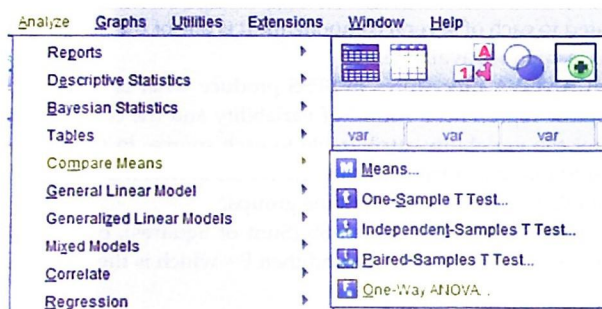 Analyze Graphs Utilities Extensions Window Help
Reports
Descriptive Statistics
Bayesian Statistics
Tables
var var var
Compare Means
Means...
General Linear Model
One-Sample T Test...
Generalized Linear Models
Independent-Samples T Test...
Mixed Models
Paired-Samples T Test...
Correlate
One-Way ANOVA...
Regression
A
1